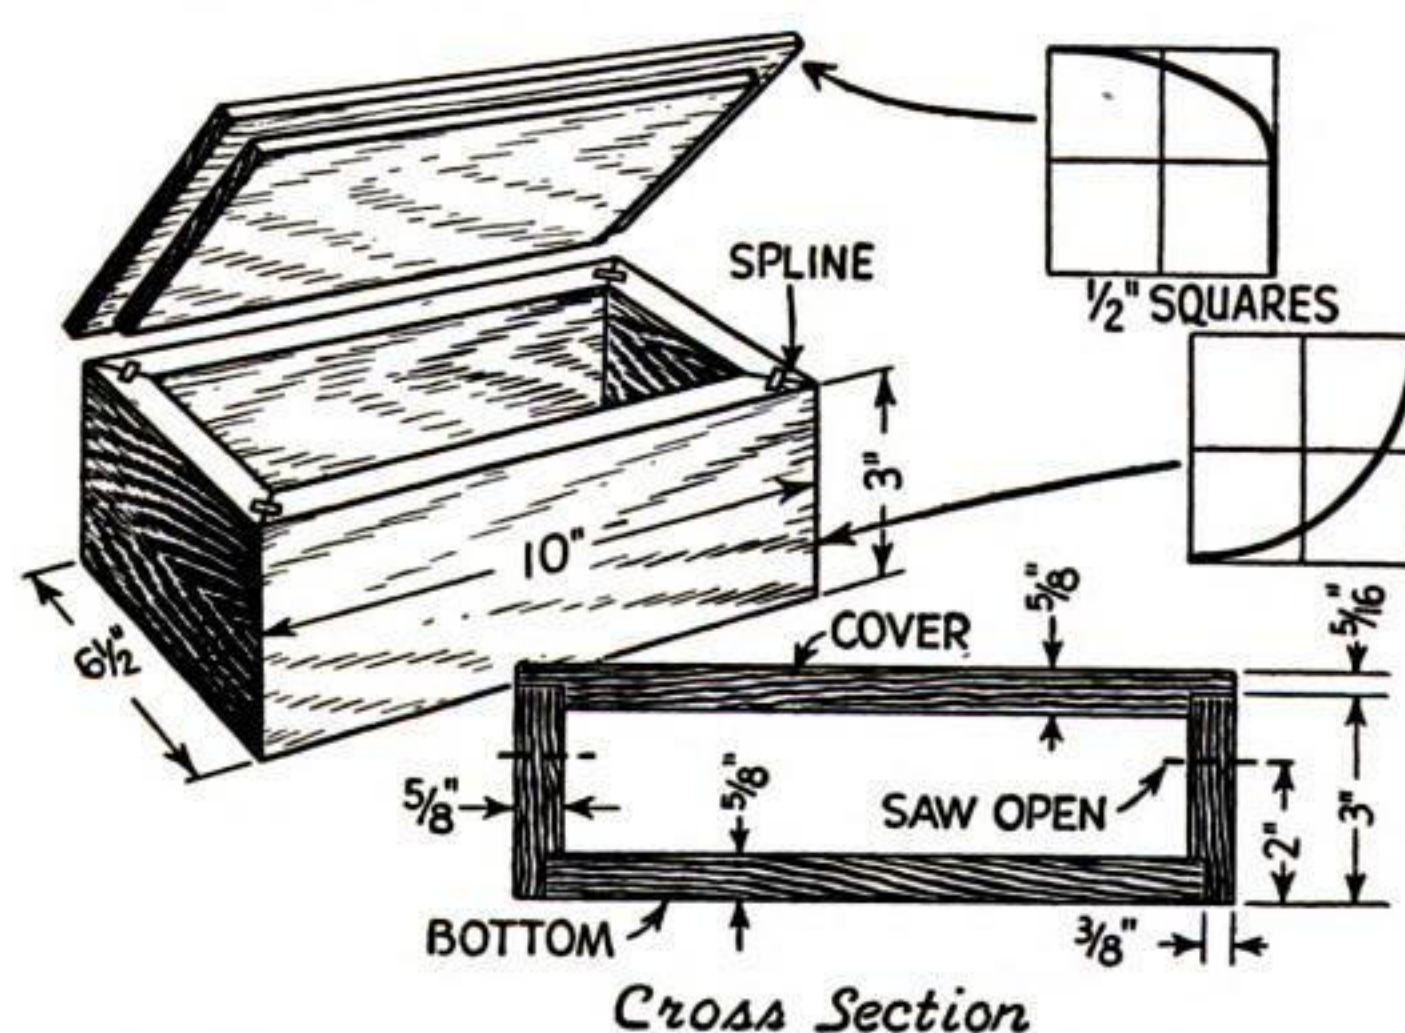 SPLINE
½" SQUARES
3"
10"
6½"
COVER
5/8"
5/16"
5/8"
5/8"
SAW OPEN
2"
3"
BOTTOM
3/8"
Cross Section